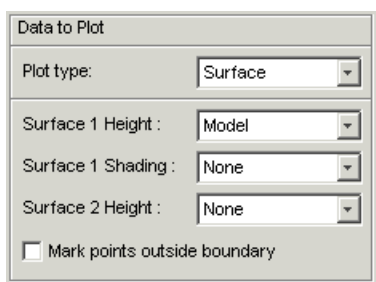 Data to Plot
Plot type: Surface
Surface 1 Height : Model
Surface 1 Shading : None
Surface 2 Height : None
Mark points outside boundary